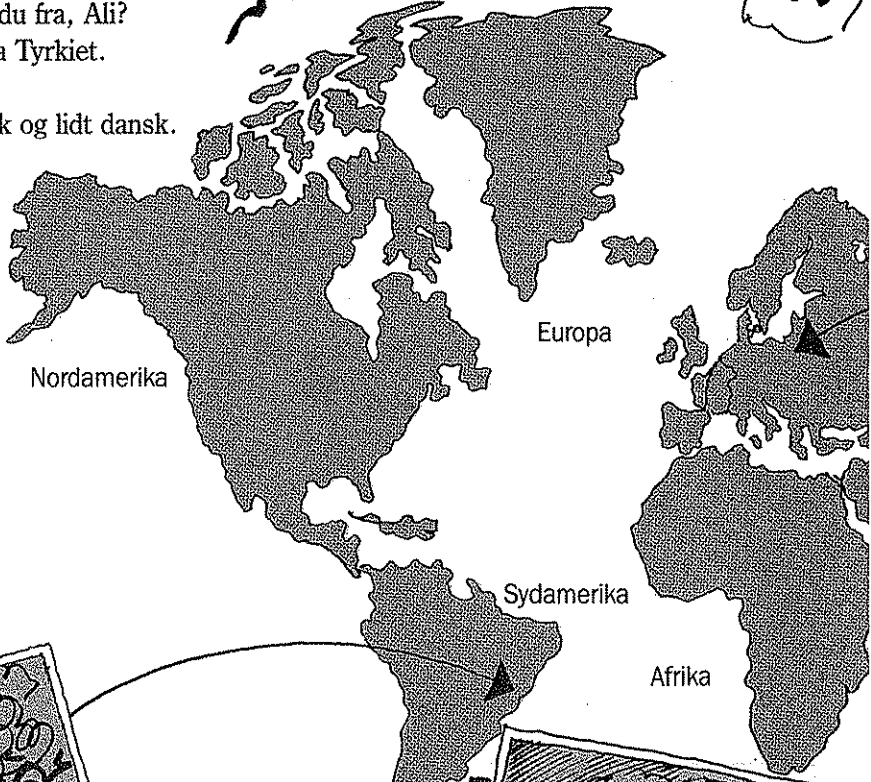 du fra, Ali?
a Tyrkiet.
k og lidt dansk.
Europa
Nordamerika
Sydamerika
Afrika